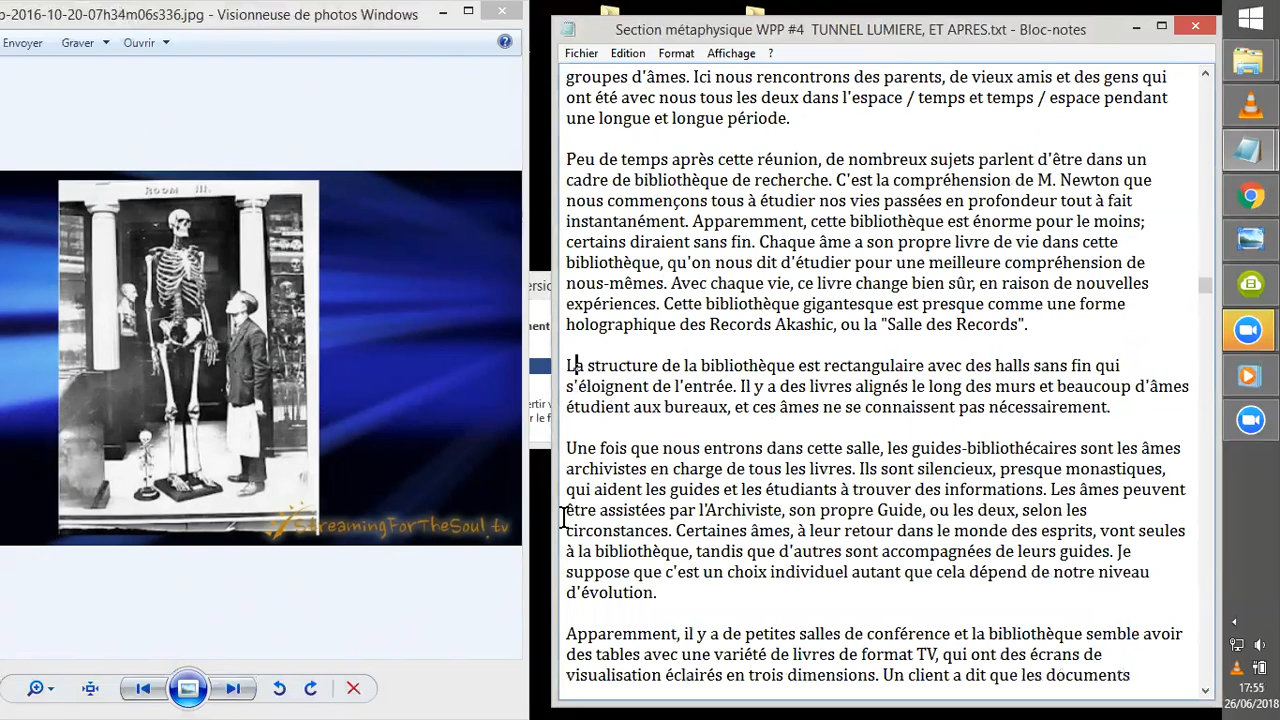 -2016_même_20-07h34m06s336.jpg - Visionneuse de photos Windows
Envoyer Graver Ouvrir
ROOM III.
StreamingForTheSoul.tv
Section métaphysique WPP #4 TUNNEL LUMIERE, ET APRES.txt - Bloc-notes
Fichier Edition Format Affichage ?
groupes d'âmes. Ici nous rencontrons des parents, de vieux amis et des gens qui
ont été avec nous tous les deux dans l'espace / temps et temps / espace pendant
une longue et longue période.
Peu de temps après cette réunion, de nombreux sujets parlent d'être dans un
cadre de bibliothèque de recherche. C'est la compréhension de M. Newton que
nous commençons tous à étudier nos vies passées en profondeur tout à fait
instantanément. Apparemment, cette bibliothèque est énorme pour le moins;
certains diraient sans fin. Chaque âme a son propre livre de vie dans cette
bibliothèque, qu'on nous dit d'étudier pour une meilleure compréhension de
nous-mêmes. Avec chaque vie, ce livre change bien sûr, en raison de nouvelles
expériences. Cette bibliothèque gigantesque est presque comme une forme
holographique des Records Akashic, ou la "Salle des Records".
La structure de la bibliothèque est rectangulaire avec des halls sans fin qui
s'éloignent de l'entrée. Il y a des livres alignés le long des murs et beaucoup d'âmes
étudient aux bureaux, et ces âmes ne se connaissent pas nécessairement.
Une fois que nous entrons dans cette salle, les guides-bibliothécaires sont les âmes
archivistes en charge de tous les livres. Ils sont silencieux, presque monastiques,
qui aident les guides et les étudiants à trouver des informations. Les âmes peuvent
être assistées par l'Archiviste, son propre Guide, ou les deux, selon les
circonstances. Certaines âmes, à leur retour dans le monde des esprits, vont seules
à la bibliothèque, tandis que d'autres sont accompagnées de leurs guides. Je
suppose que c'est un choix individuel autant que cela dépend de notre niveau
d'évolution.
Apparemment, il y a de petites salles de conférence et la bibliothèque semble avoir
des tables avec une variété de livres de format TV, qui ont des écrans de
visualisation éclairés en trois dimensions. Un client a dit que les documents
17:55
26/06/2018